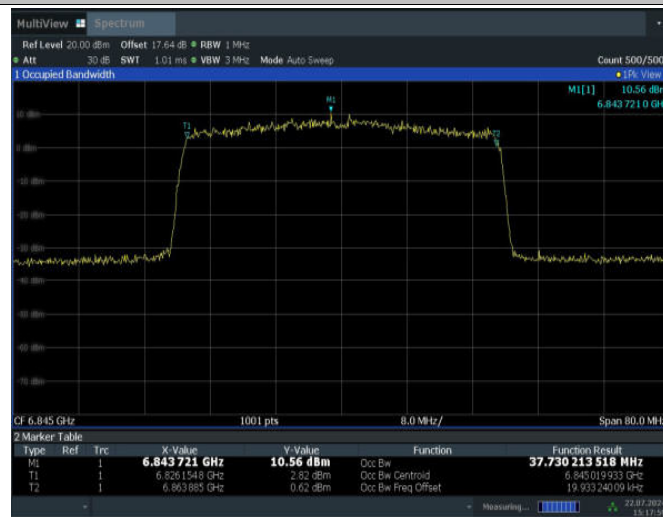 MultiView Spectrum
Ref Level 20.00 dBm Offset 17.64 dB RBW 1 MHz
Att 30 dB SWT 1.01 ms VBW 3 MHz Mode Auto Sweep Count 500/500
1 Occupied Bandwidth 1Pk View
M1[1] 10.56 dBm
6.843 721 0 GH
M1
10 dBm
T1
T2
0 dBm
-10 dBm
-20 dBm
-30 dBm
-40 dBm
-50 dBm
-60 dBm
-70 dBm
CF 6.845 GHz 1001 pts 8.0 MHz/ Span 80.0 MHz
2 Marker Table
Type Ref Trc X-Value Y-Value Function Function Result
M1 1 6.843 721 GHz 10.56 dBm Occ Bw 37.730 213 518 MHz
T1 1 6.826 154 8 GHz 2.82 dBm Occ Bw Centroid 6.845 019 933 GHz
T2 1 6.863 885 GHz 0.62 dBm Occ Bw Freq Offset 19.933 240 09 kHz
Measuring... 22.07.202
15:17:5